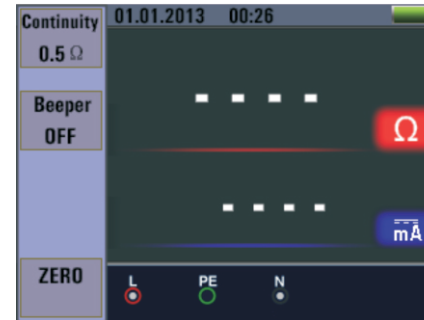 Continuity 01.01.2013 00:26
0.5 Ω
- - - -
Beeper
OFF
Ω
- - - -
mA
ZERO
L PE N